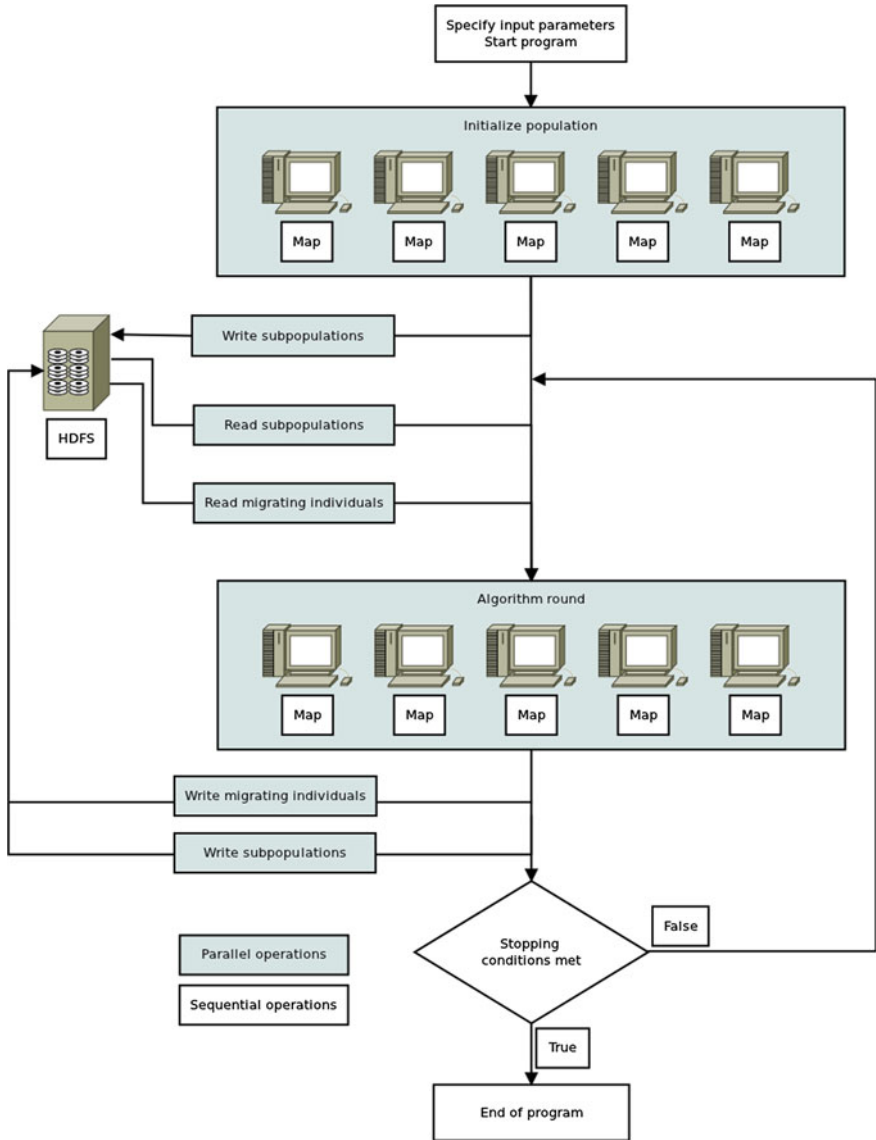 Specify input parameters
Start program
Initialize population
Map
Map
Map
Map
Map
Write subpopulations
HDFS
Read subpopulations
Read migrating individuals
Algorithm round
Map
Map
Map
Map
Map
Write migrating individuals
Write subpopulations
Stopping
conditions met
False
Parallel operations
Sequential operations
True
End of program